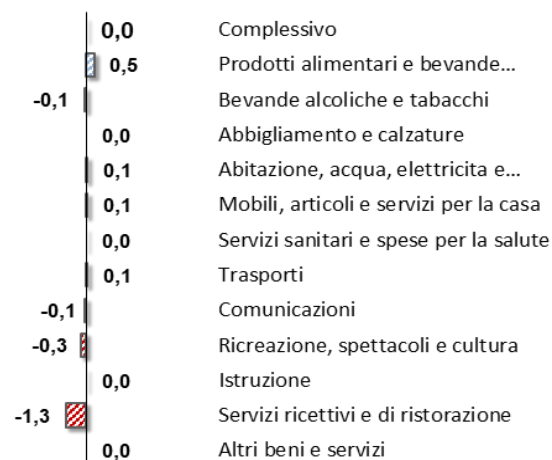 0,0 Complessivo
0,5 Prodotti alimentari e bevande...
-0,1 Bevande alcoliche e tabacchi
0,0 Abbigliamento e calzature
0,1 Abitazione, acqua, elettricita e...
0,1 Mobili, articoli e servizi per la casa
0,0 Servizi sanitari e spese per la salute
0,1 Trasporti
-0,1 Comunicazioni
-0,3 Ricreazione, spettacoli e cultura
0,0 Istruzione
-1,3 Servizi ricettivi e di ristorazione
0,0 Altri beni e servizi